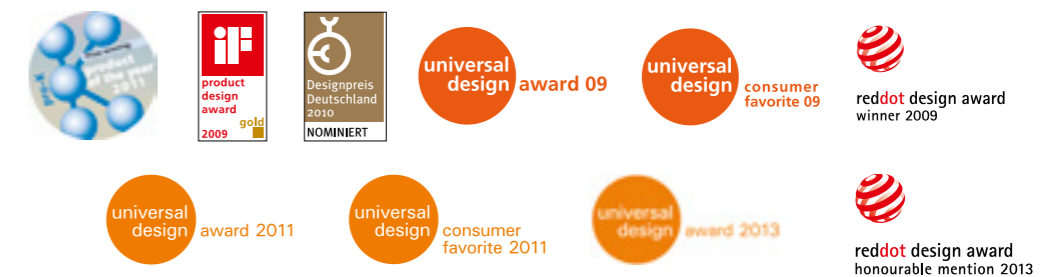 product
of the year
2011
iF
product
design
award
2009
gold
Designpreis
Deutschland
2010
NOMINIERT
universal
design award 09
universal
design consumer
favorite 09
reddot design award
winner 2009
universal
design award 2011
universal
design consumer
favorite 2011
universal
design award 2013
reddot design award
honourable mention 2013